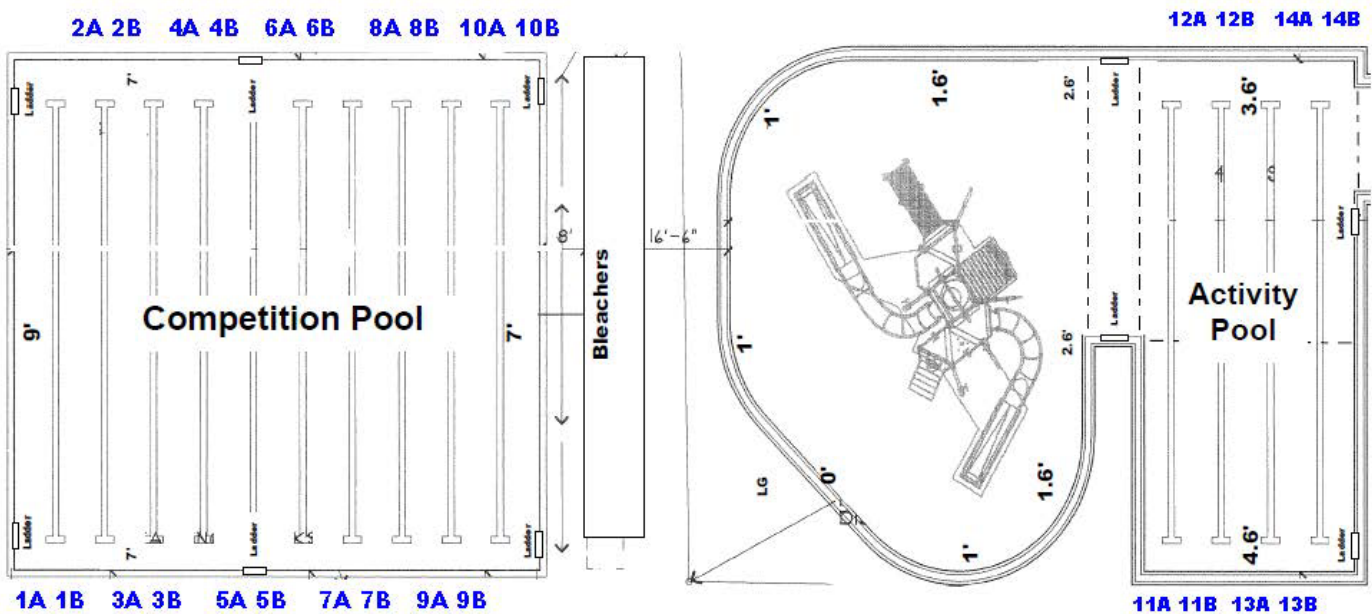 2A 2B 4A 4B 6A 6B 8A 8B 10A 10B
12A 12B 14A 14B
7'
Ladder
Ladder
Ladder
9'
Competition Pool
7'
Ladder
7'
Ladder
Ladder
1A 1B 3A 3B 5A 5B 7A 7B 9A 9B
8'
Bleachers
16'-6"
1'
1.6'
2.6'
Ladder
3.6'
4
Ladder
1'
Ladder
2.6'
Activity
Pool
LG
0'
1.6'
1'
4.6'
Ladder
11A 11B 13A 13B